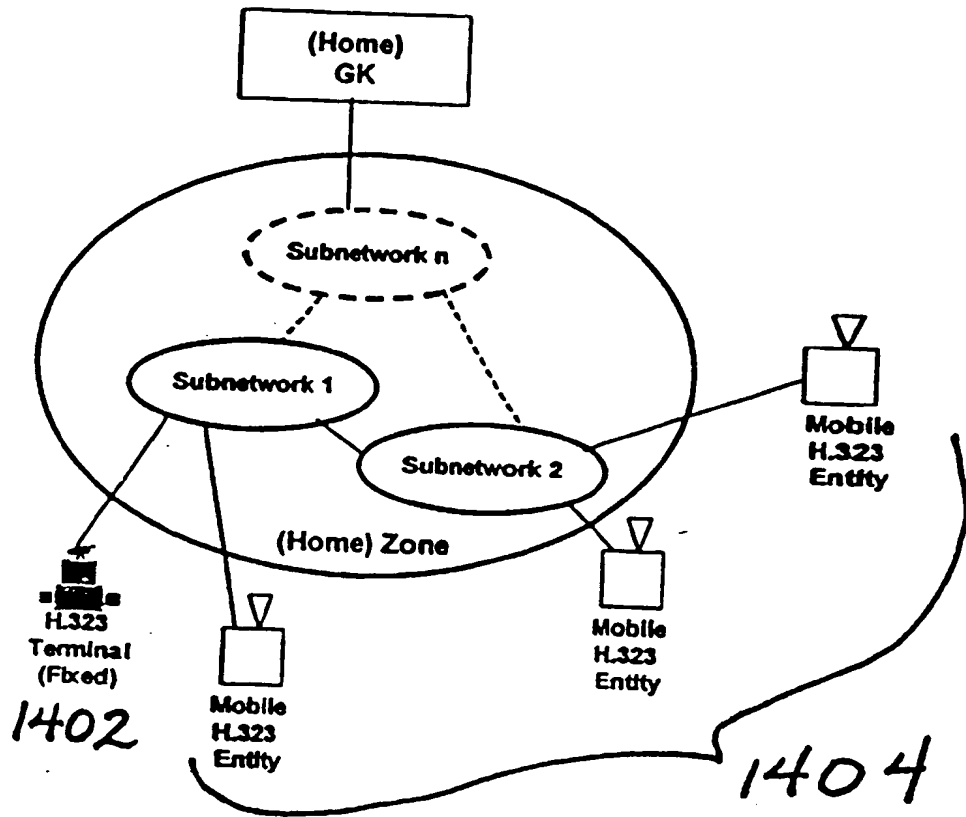 (Home)
GK
Subnetwork n
Subnetwork 1
Subnetwork 2
(Home) Zone
Mobile
H.323
Entity
H.323
Terminal
(Fixed)
1402
Mobile
H.323
Entity
Mobile
H.323
Entity
1404